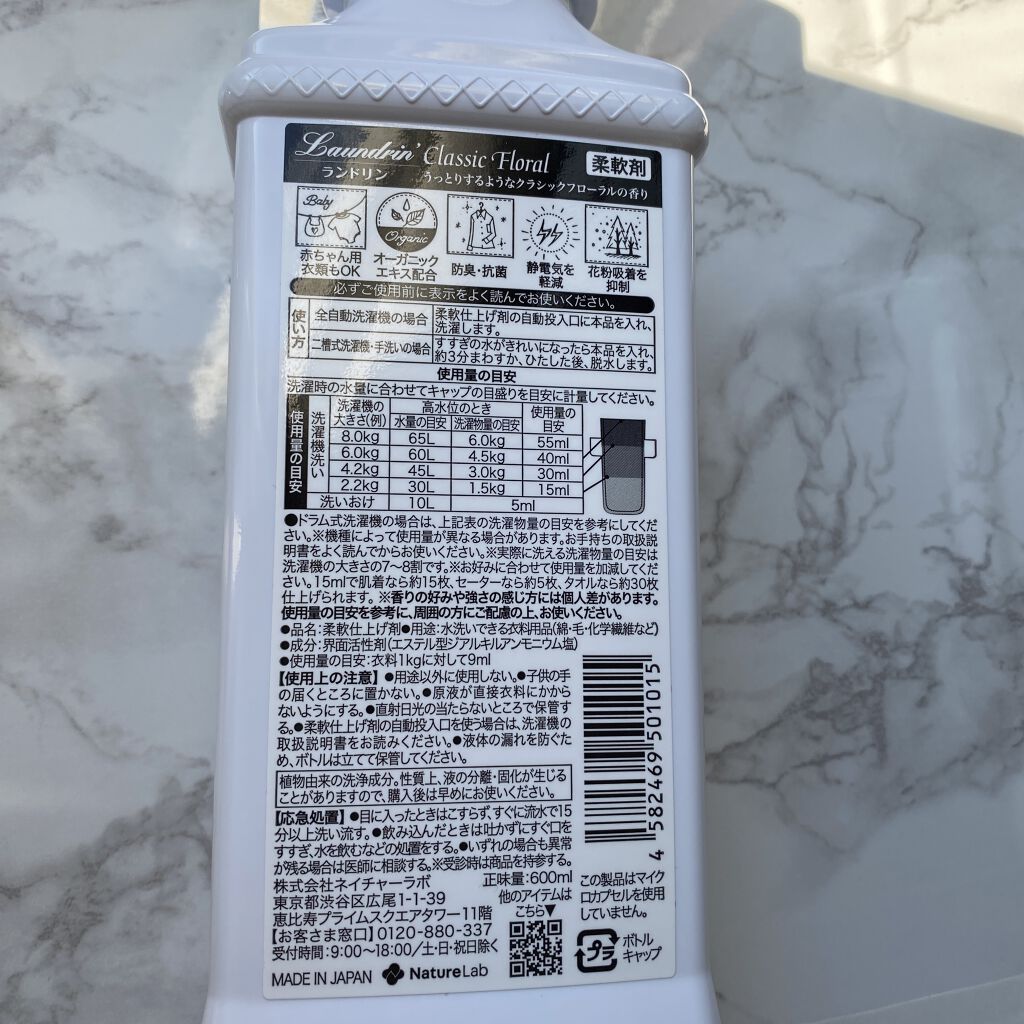 Laundrin' Classic Floral 柔軟剤
ランドリン うっとりするようなクラシックフローラルの香り
Baby
Organic
赤ちゃん用
衣類もOK
オーガニック
エキス配合
防臭・抗菌
静電気を
軽減
花粉吸着を
抑制
必ずご使用前に表示をよく読んでお使いください。
使い方
全自動洗濯機の場合 柔軟仕上げ剤の自動投入口に本品を入れ、
洗濯します。
二槽式洗濯機・手洗いの場合 すすぎの水がきれいになったら本品を入れ、
約3分まわすか、ひたした後、脱水します。
使用量の目安
洗濯時の水量に合わせてキャップの目盛りを目安に計量してください。
使用量の目安
洗濯機洗い
洗濯機の
大きさ(例)
高水位のとき
水量の目安 洗濯物量の目安
使用量の
目安
8.0kg 65L 6.0kg 55ml
6.0kg 60L 4.5kg 40ml
4.2kg 45L 3.0kg 30ml
2.2kg 30L 1.5kg 15ml
洗いおけ 10L 5ml
●ドラム式洗濯機の場合は、上記表の洗濯物量の目安を参考にしてくだ
さい。※機種によって使用量が異なる場合があります。お手持ちの取扱説
明書をよく読んでからお使いください。※実際に洗える洗濯物量の目安は
洗濯機の大きさの7〜8割です。※お好みに合わせて使用量を加減してくだ
さい。15mlで肌着なら約15枚、セーターなら約5枚、タオルなら約30枚
仕上げられます。※香りの好みや強さの感じ方には個人差があります。
使用量の目安を参考に、周囲の方にご配慮の上、お使いください。
●品名:柔軟仕上げ剤●用途:水洗いできる衣料用品(綿・毛・化学繊維など)
●成分:界面活性剤(エステル型ジアルキルアンモニウム塩)
●使用量の目安:衣料1kgに対して9ml
【使用上の注意】●用途以外に使用しない。●子供の手
の届くところに置かない。●原液が直接衣料にかから
ないようにする。●直射日光の当たらないところで保管す
る。●柔軟仕上げ剤の自動投入口を使う場合は、洗濯機の
取扱説明書をお読みください。●液体の漏れを防ぐた
め、ボトルは立てて保管してください。
植物由来の洗浄成分。性質上、液の分離・固化が生じる
ことがありますので、購入後は早めにお使いください。
【応急処置】●目に入ったときはこすらず、すぐに流水で15
分以上洗い流す。●飲み込んだときは吐かずにすぐ口を
すすぎ、水を飲むなどの処置をする。●いずれの場合も異常
が残る場合は医師に相談する。※受診時は商品を持参する。
株式会社ネイチャーラボ 正味量:600ml
東京都渋谷区広尾1-1-39
恵比寿プライムスクエアタワー11階
【お客さま窓口】0120-880-337
受付時間:9:00〜18:00/土・日・祝日除く
MADE IN JAPAN NatureLab
他のアイテムは
こちら▼
4 582469 501015
この製品はマイク
ロカプセルを使用
していません。
プラ
ボトル
キャップ